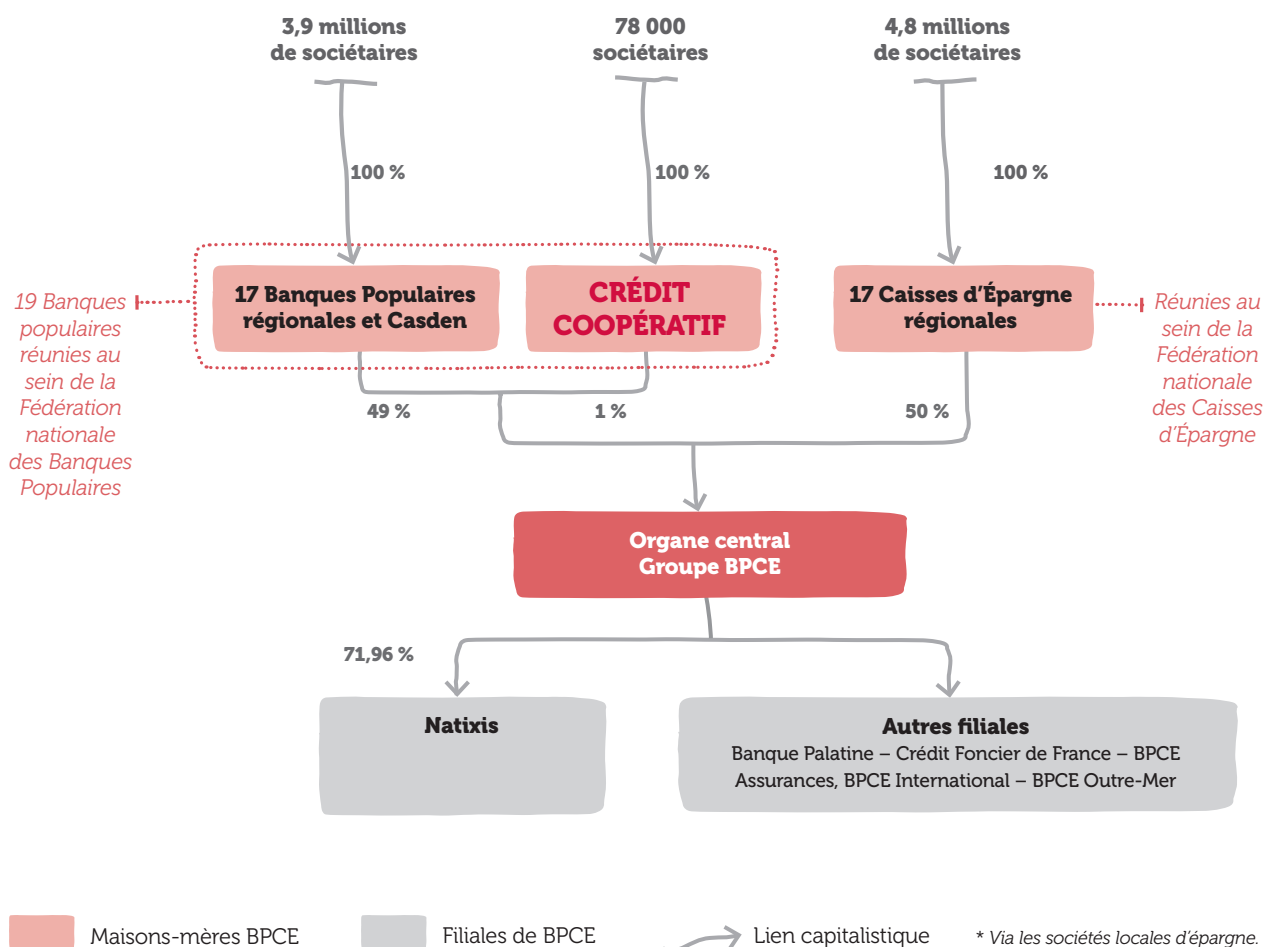 3,9 millions
de sociétaires
78 000
sociétaires
4,8 millions
de sociétaires
100 %
100 %
100 %
17 Banques Populaires
régionales et Casden
CRÉDIT
COOPÉRATIF
17 Caisses d'Épargne
régionales
19 Banques
populaires
réunies au
sein de la
Fédération
nationale
des Banques
Populaires
Réunies au
sein de la
Fédération
nationale
des Caisses
d'Épargne
49 %
1 %
50 %
Organe central
Groupe BPCE
71,96 %
Natixis
Autres filiales
Banque Palatine – Crédit Foncier de France – BPCE
Assurances, BPCE International – BPCE Outre-Mer
Maisons-mères BPCE
Filiales de BPCE
Lien capitalistique
* Via les sociétés locales d'épargne.